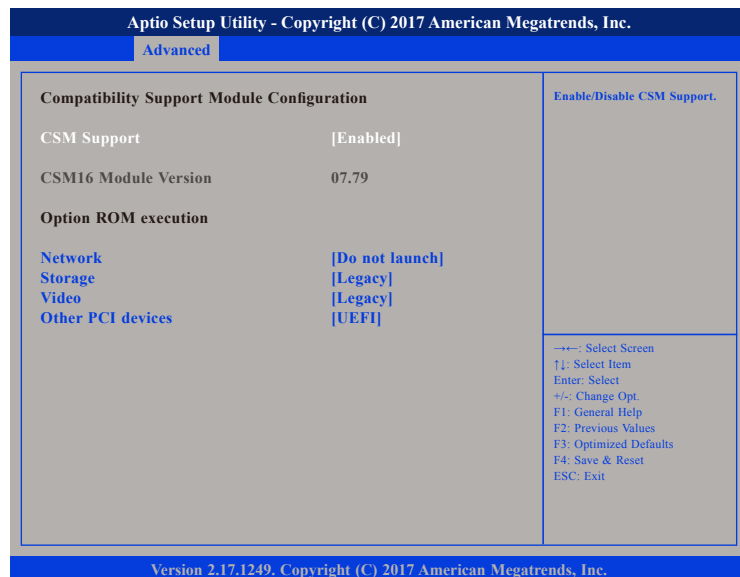 Aptio Setup Utility - Copyright (C) 2017 American Megatrends, Inc.
Advanced
Compatibility Support Module Configuration
CSM Support [Enabled]
CSM16 Module Version 07.79
Option ROM execution
Network [Do not launch]
Storage [Legacy]
Video [Legacy]
Other PCI devices [UEFI]
Enable/Disable CSM Support.
→←: Select Screen
↑↓: Select Item
Enter: Select
+/-: Change Opt.
F1: General Help
F2: Previous Values
F3: Optimized Defaults
F4: Save & Reset
ESC: Exit
Version 2.17.1249. Copyright (C) 2017 American Megatrends, Inc.